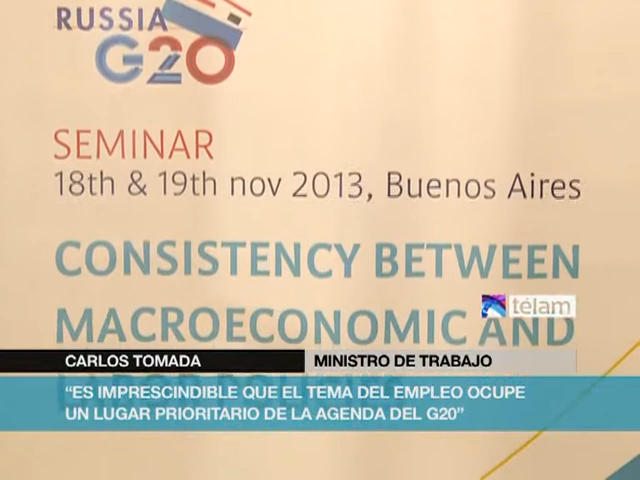 RUSSIA
G20
SEMINAR
18th & 19th nov 2013, Buenos Aires
CONSISTENCY BETWEEN
MACROECONOMIC AND
télam
CARLOS TOMADA
MINISTRO DE TRABAJO
“ES IMPRESCINDIBLE QUE EL TEMA DEL EMPLEO OCUPE
UN LUGAR PRIORITARIO DE LA AGENDA DEL G20”